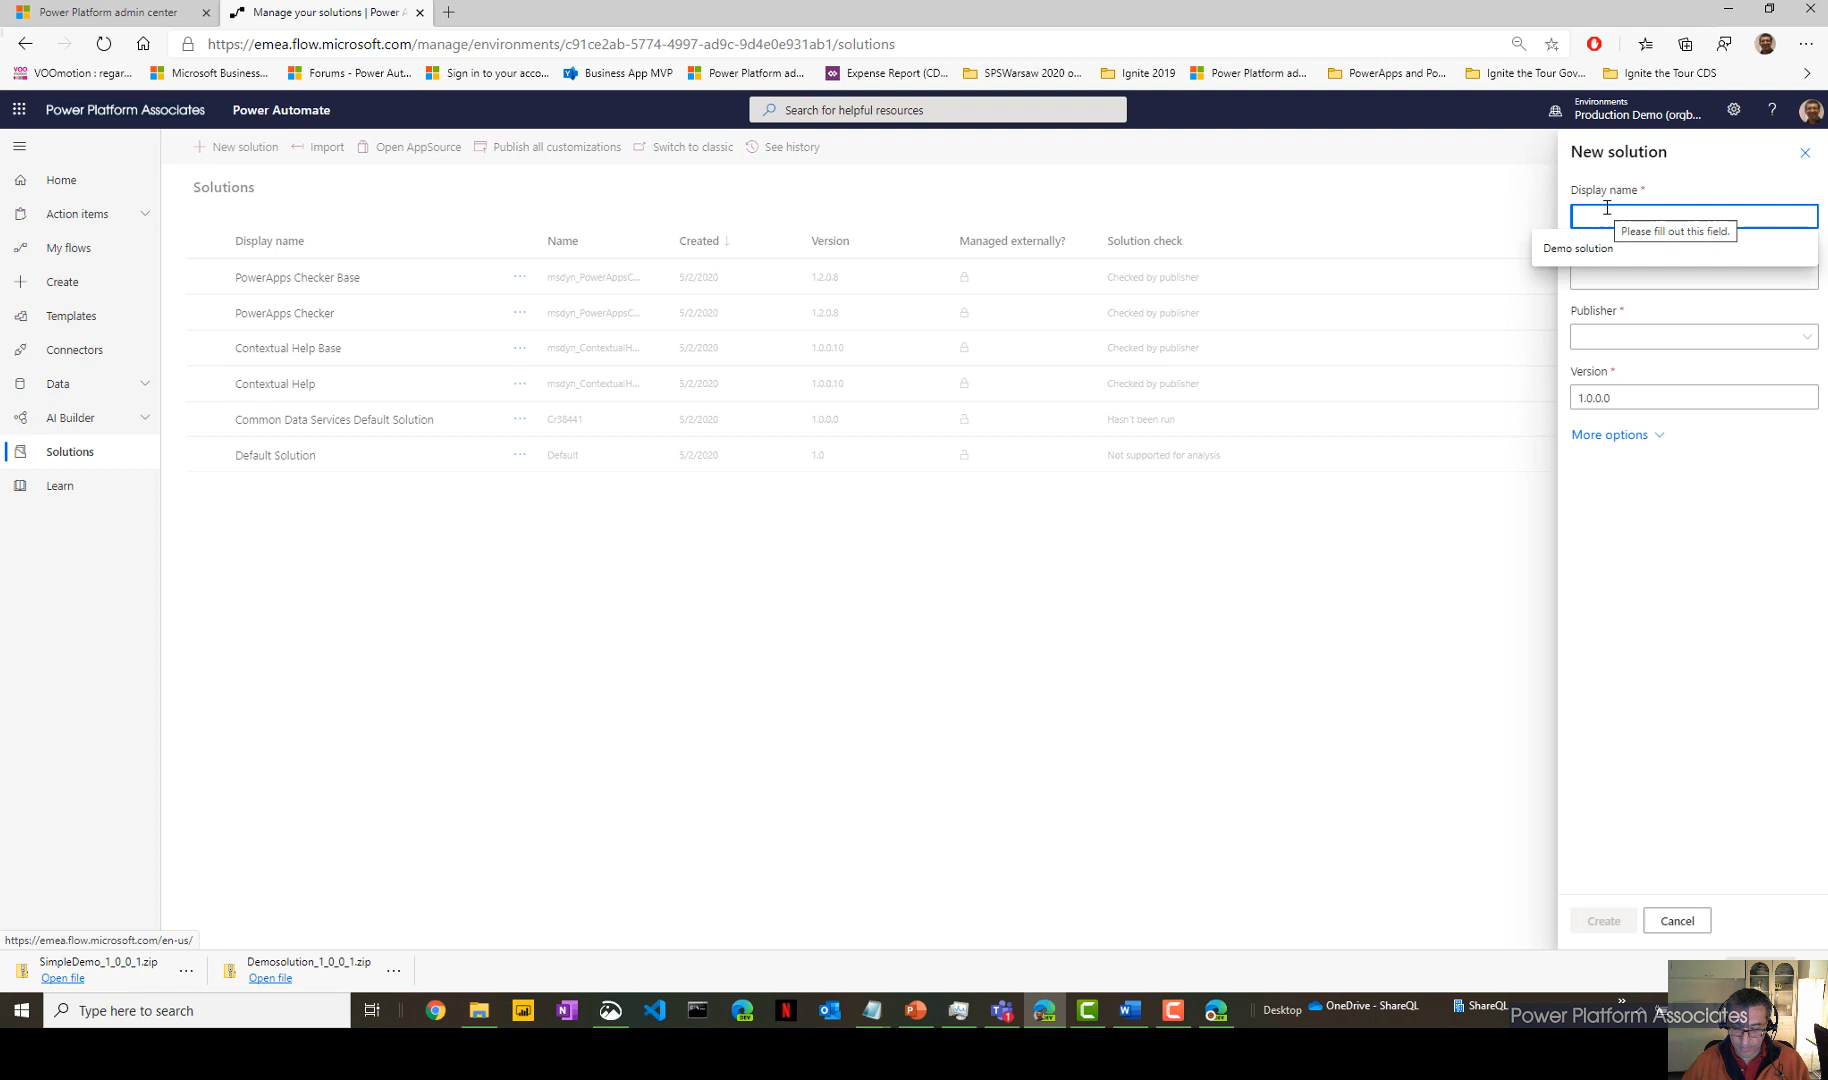 Power Platform admin center
Manage your solutions | Power A
https://emea.flow.microsoft.com/manage/environments/c91ce2ab-5774-4997-ad9c-9d4e0e931ab1/solutions
VOOmotion : regar...
Microsoft Business...
Forums - Power Aut...
Sign in to your acco...
Business App MVP
Power Platform ad...
Expense Report (CD...
SPSWarsaw 2020 o...
Ignite 2019
Power Platform ad...
PowerApps and Po...
Ignite the Tour Gov...
Ignite the Tour CDS
Power Platform Associates
Power Automate
Search for helpful resources
Environments
Production Demo (orgb...
New solution
Import
Open AppSource
Publish all customizations
Switch to classic
See history
Home
Action items
My flows
Create
Templates
Connectors
Data
AI Builder
Solutions
Learn
Solutions
Display name Name Created Version Managed externally? Solution check
PowerApps Checker Base ... msdyn_PowerAppsC... 5/2/2020 1.2.0.8 Checked by publisher
PowerApps Checker ... msdyn_PowerAppsC... 5/2/2020 1.2.0.8 Checked by publisher
Contextual Help Base ... msdyn_ContextualH... 5/2/2020 1.0.0.10 Checked by publisher
Contextual Help ... msdyn_ContextualH... 5/2/2020 1.0.0.10 Checked by publisher
Common Data Services Default Solution ... Cr38441 5/2/2020 1.0.0.0 Hasn't been run
Default Solution ... Default 5/2/2020 1.0 Not supported for analysis
New solution
Display name *
Please fill out this field.
Demo solution
Publisher *
Version *
1.0.0.0
More options
Create
Cancel
https://emea.flow.microsoft.com/en-us/
SimpleDemo_1_0_0_1.zip
Open file
Demosolution_1_0_0_1.zip
Open file
Type here to search
Desktop
OneDrive - ShareQL
ShareQL
Power Platform Associates